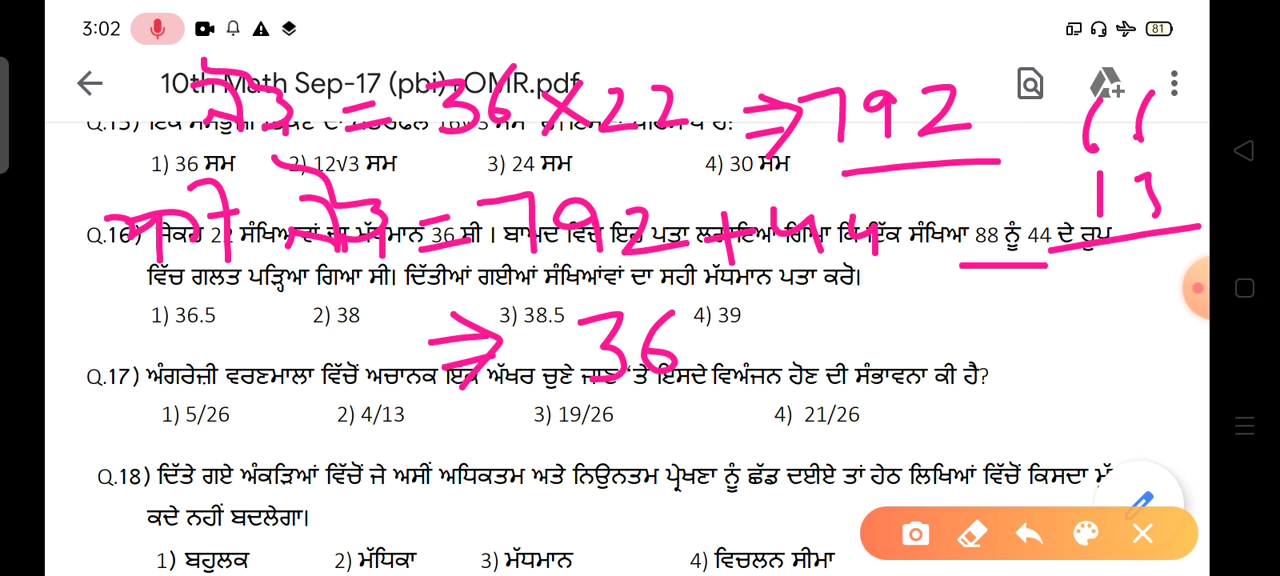 3:02 81
10th Math Sep-17 (pbi)+OMR.pdf
ਜੋੜ = 36 × 22 ⇒ 792
1) 36 ਸਮ 2) 12√3 ਸਮ 3) 24 ਸਮ 4) 30 ਸਮ
= 792 + 44
Q.16) ਜੇਕਰ 22 ਸੰਖਿਆਵਾਂ ਦਾ ਮੱਧਮਾਨ 36 ਸੀ । ਬਾਅਦ ਵਿੱਚ ਇਹ ਪਤਾ ਲਗਾਇਆ ਗਿਆ ਕਿ ਇੱਕ ਸੰਖਿਆ 88 ਨੂੰ 44 ਦੇ ਰੂਪ
ਵਿੱਚ ਗਲਤ ਪੜ੍ਹਿਆ ਗਿਆ ਸੀ। ਦਿੱਤੀਆਂ ਗਈਆਂ ਸੰਖਿਆਂਵਾਂ ਦਾ ਸਹੀ ਮੱਧਮਾਨ ਪਤਾ ਕਰੋ।
1) 36.5 2) 38 3) 38.5 4) 39
⇒ 36
Q.17) ਅੰਗਰੇਜ਼ੀ ਵਰਣਮਾਲਾ ਵਿੱਚੋਂ ਅਚਾਨਕ ਇਕ ਅੱਖਰ ਚੁਣੇ ਜਾਣ 'ਤੇ ਇਸਦੇ ਵਿਅੰਜਨ ਹੋਣ ਦੀ ਸੰਭਾਵਨਾ ਕੀ ਹੈ?
1) 5/26 2) 4/13 3) 19/26 4) 21/26
Q.18) ਦਿੱਤੇ ਗਏ ਅੰਕੜਿਆਂ ਵਿੱਚੋਂ ਜੇ ਅਸੀਂ ਅਧਿਕਤਮ ਅਤੇ ਨਿਊਨਤਮ ਪ੍ਰੇਖਣਾ ਨੂੰ ਛੱਡ ਦਈਏ ਤਾਂ ਹੇਠ ਲਿਖਿਆਂ ਵਿੱਚੋਂ ਕਿਸਦਾ
ਕਦੇ ਨਹੀਂ ਬਦਲੇਗਾ।
1) ਬਹੁਲਕ 2) ਮੱਧਿਕਾ 3) ਮੱਧਮਾਨ 4) ਵਿਚਲਨ ਸੀਮਾ